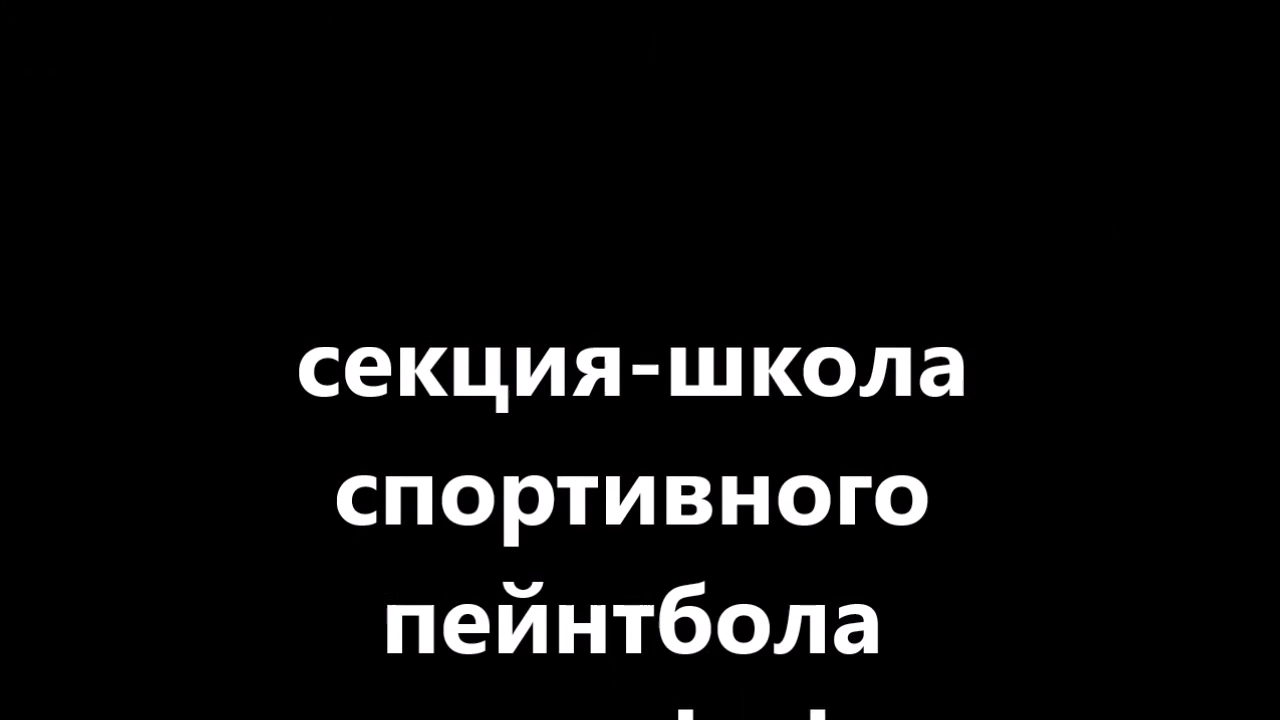 секция-школа
спортивного
пейнтбола